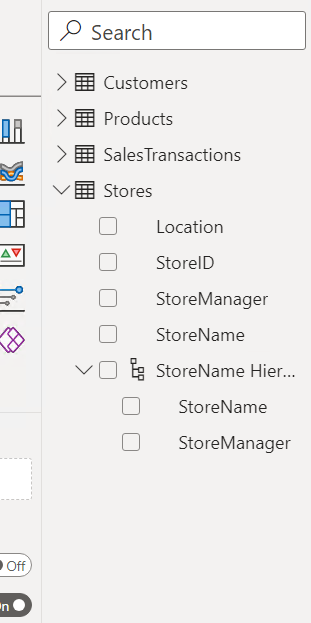 Search
Customers
Products
SalesTransactions
Stores
Location
StoreID
StoreManager
StoreName
StoreName Hier...
StoreName
StoreManager
Off
On